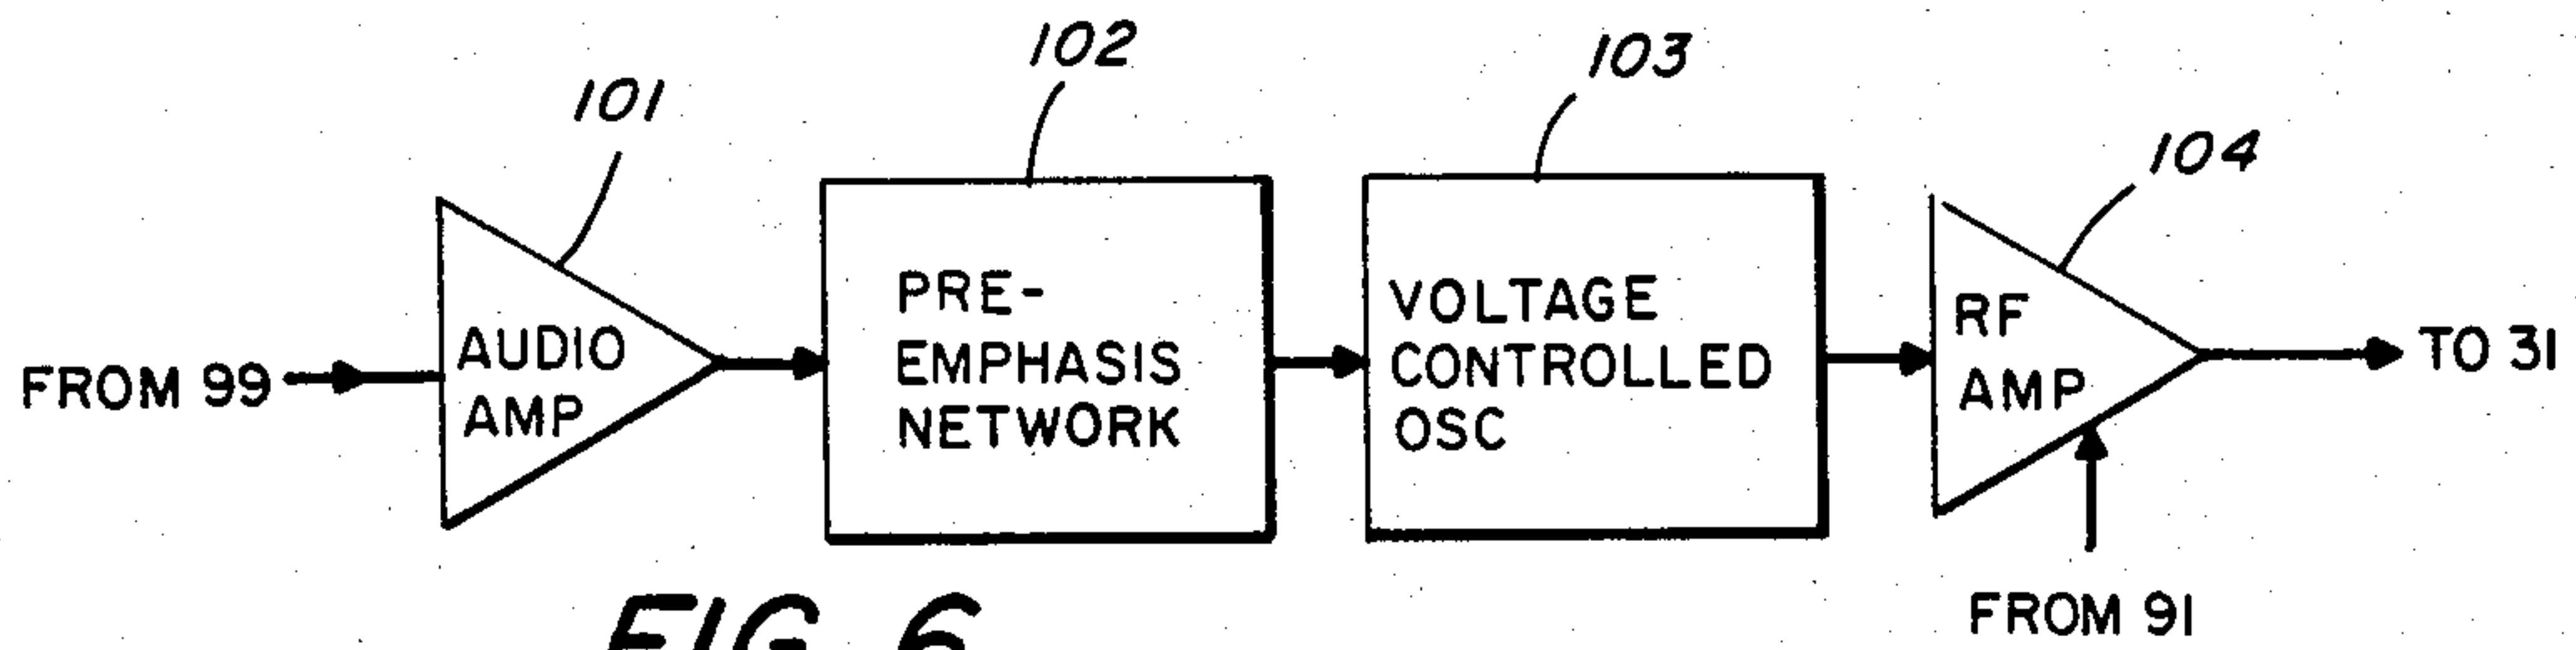 101
102
103
104
FROM 99
AUDIO
AMP
PRE-
EMPHASIS
NETWORK
VOLTAGE
CONTROLLED
OSC
RF
AMP
TO 31
FROM 91
FIG 6